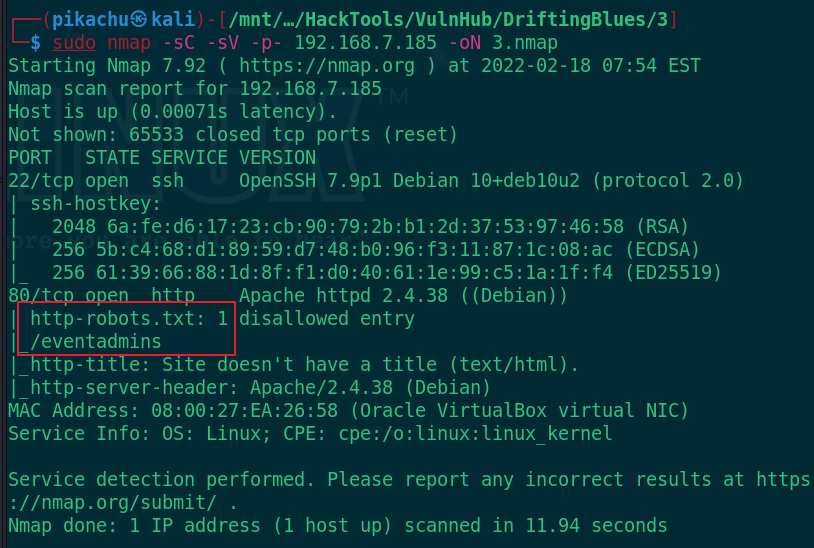 ┌──(pikachu㉿kali)-[/mnt/…/HackTools/VulnHub/DriftingBlues/3]
└─$ sudo nmap -sC -sV -p- 192.168.7.185 -oN 3.nmap
Starting Nmap 7.92 ( https://nmap.org ) at 2022-02-18 07:54 EST
Nmap scan report for 192.168.7.185
Host is up (0.00071s latency).
Not shown: 65533 closed tcp ports (reset)
PORT   STATE SERVICE VERSION
22/tcp open  ssh     OpenSSH 7.9p1 Debian 10+deb10u2 (protocol 2.0)
| ssh-hostkey:
|   2048 6a:fe:d6:17:23:cb:90:79:2b:b1:2d:37:53:97:46:58 (RSA)
|   256 5b:c4:68:d1:89:59:d7:48:b0:96:f3:11:87:1c:08:ac (ECDSA)
|_  256 61:39:66:88:1d:8f:f1:d0:40:61:1e:99:c5:1a:1f:f4 (ED25519)
80/tcp open  http    Apache httpd 2.4.38 ((Debian))
| http-robots.txt: 1 disallowed entry
|_/eventadmins
|_http-title: Site doesn't have a title (text/html).
|_http-server-header: Apache/2.4.38 (Debian)
MAC Address: 08:00:27:EA:26:58 (Oracle VirtualBox virtual NIC)
Service Info: OS: Linux; CPE: cpe:/o:linux:linux_kernel

Service detection performed. Please report any incorrect results at https
://nmap.org/submit/ .
Nmap done: 1 IP address (1 host up) scanned in 11.94 seconds